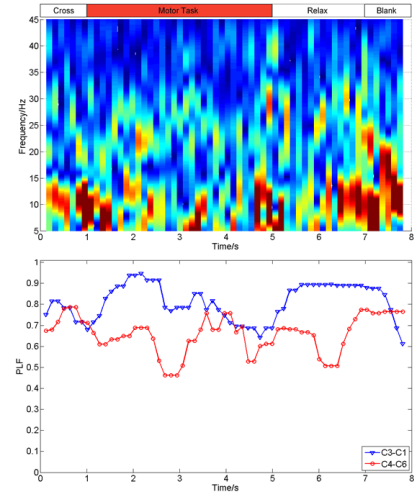 Cross Motor Task Relax Blank
45
40
35
30
25
20
15
10
5
Frequency/Hz
0 1 2 3 4 5 6 7 8
Time/s
1
0.9
0.8
0.7
0.6
0.5
0.4
0.3
0.2
0.1
0
PLF
C3-C1
C4-C6
0 1 2 3 4 5 6 7 8
Time/s